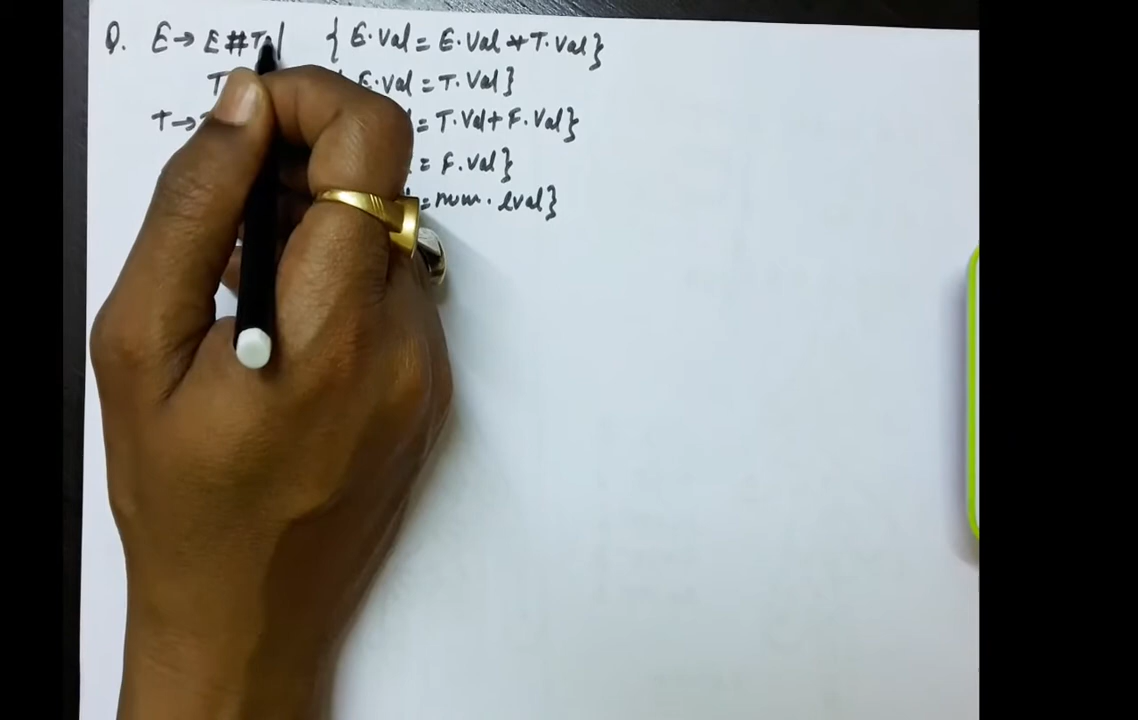 Q. E → E # T | { E.Val = E.Val * T.Val}
T E.Val = T.Val }
T → = T.Val + F.Val}
= F.Val }
= num.lval}